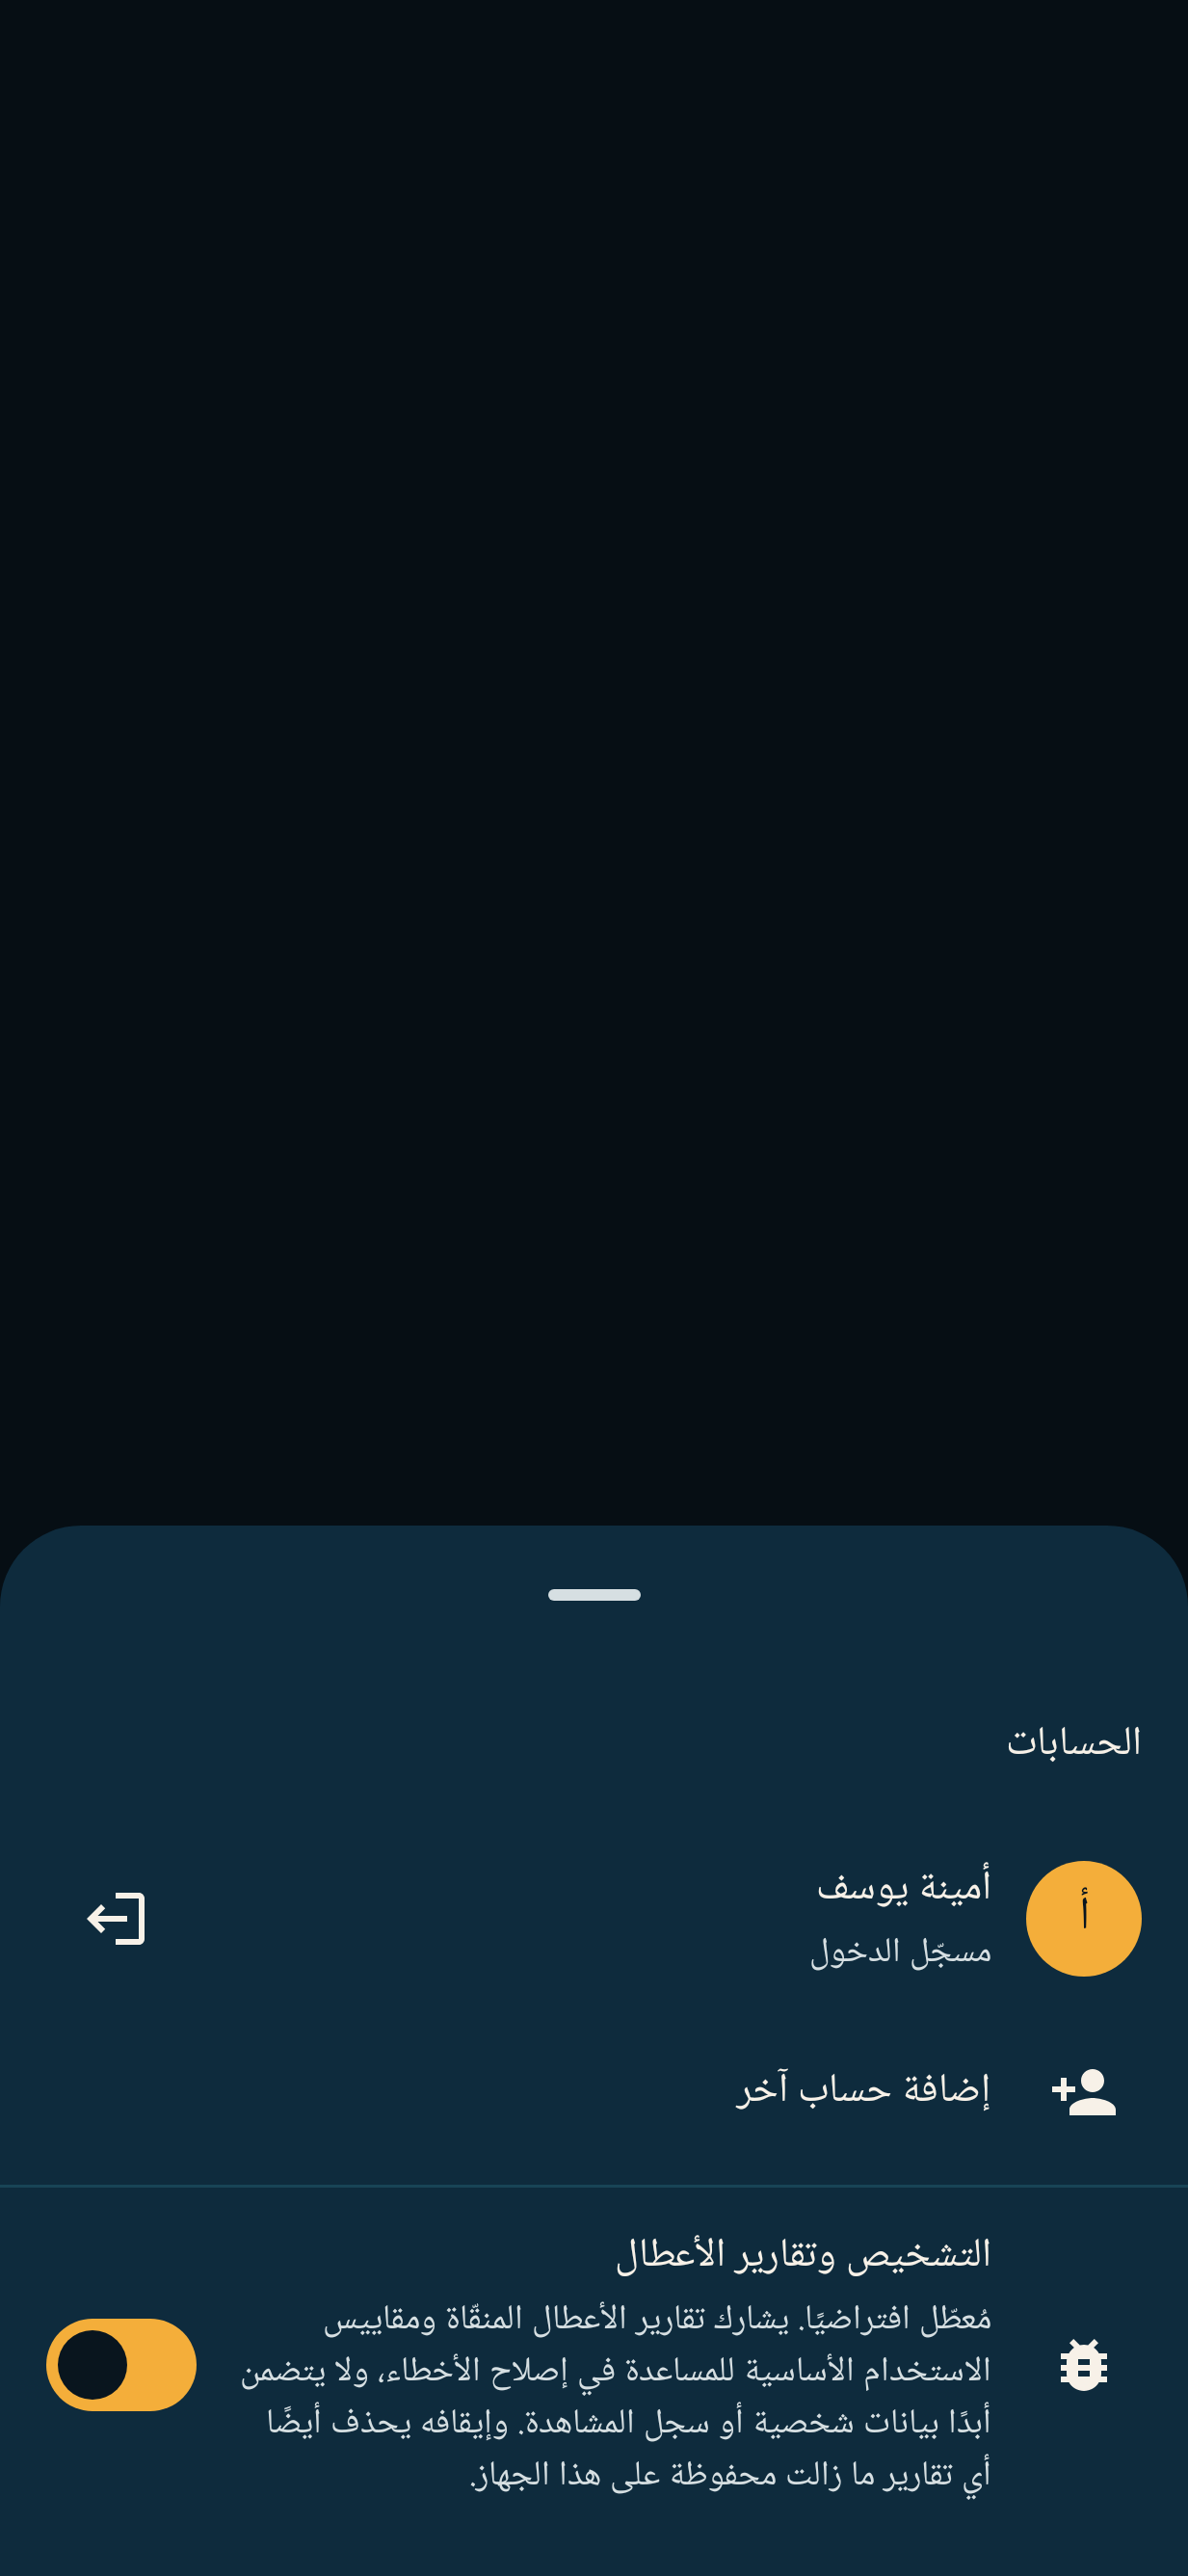 الحسابات
أ
أمينة يوسف
مسجّل الدخول
إضافة حساب آخر
التشخيص وتقارير الأعطال
مُعطّل افتراضيًا. يشارك تقارير الأعطال المنقّاة ومقاييس
الاستخدام الأساسية للمساعدة في إصلاح الأخطاء، ولا يتضمن
أبدًا بيانات شخصية أو سجل المشاهدة. وإيقافه يحذف أيضًا
أي تقارير ما زالت محفوظة على هذا الجهاز.